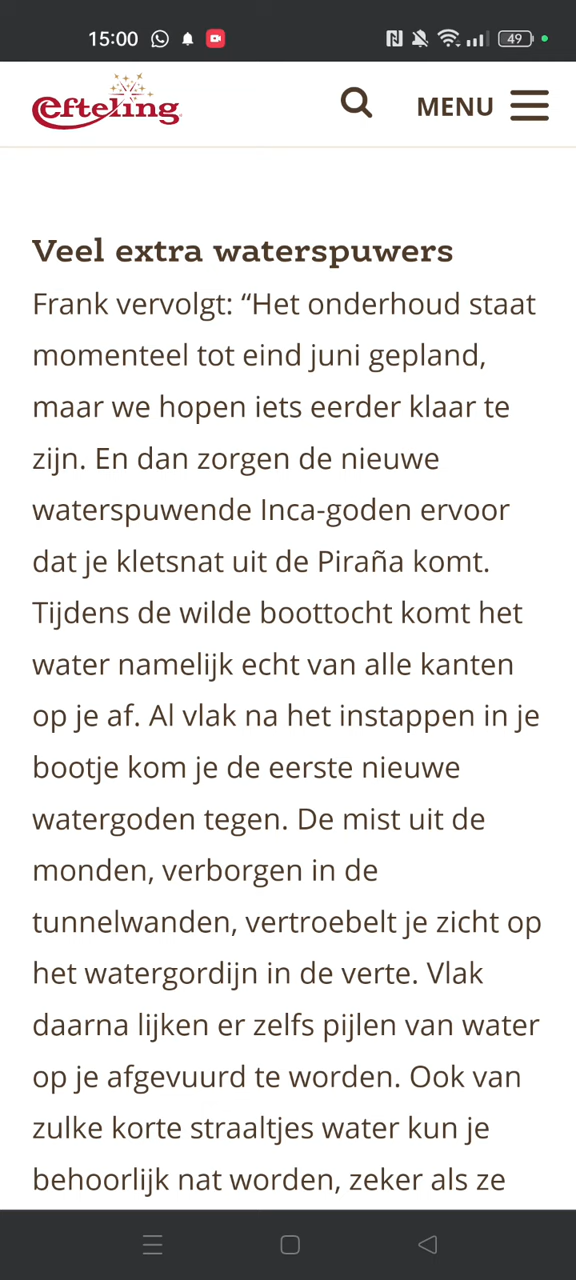 15:00
49
efteling
MENU
Veel extra waterspuwers
Frank vervolgt: “Het onderhoud staat
momenteel tot eind juni gepland,
maar we hopen iets eerder klaar te
zijn. En dan zorgen de nieuwe
waterspuwende Inca-goden ervoor
dat je kletsnat uit de Piraña komt.
Tijdens de wilde boottocht komt het
water namelijk echt van alle kanten
op je af. Al vlak na het instappen in je
bootje kom je de eerste nieuwe
watergoden tegen. De mist uit de
monden, verborgen in de
tunnelwanden, vertroebelt je zicht op
het watergordijn in de verte. Vlak
daarna lijken er zelfs pijlen van water
op je afgevuurd te worden. Ook van
zulke korte straaltjes water kun je
behoorlijk nat worden, zeker als ze